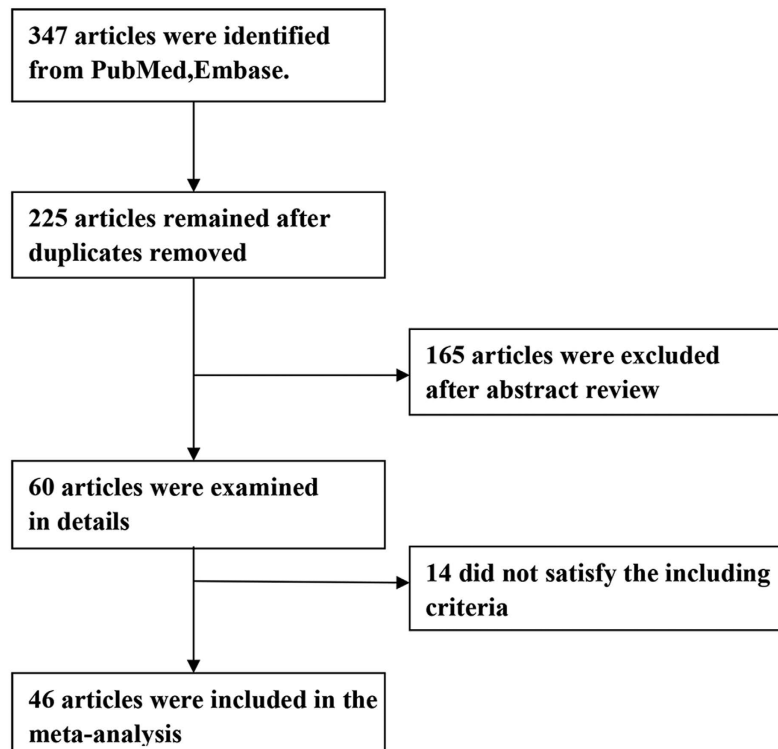 347 articles were identified
from PubMed,Embase.
225 articles remained after
duplicates removed
165 articles were excluded
after abstract review
60 articles were examined
in details
14 did not satisfy the including
criteria
46 articles were included in the
meta-analysis